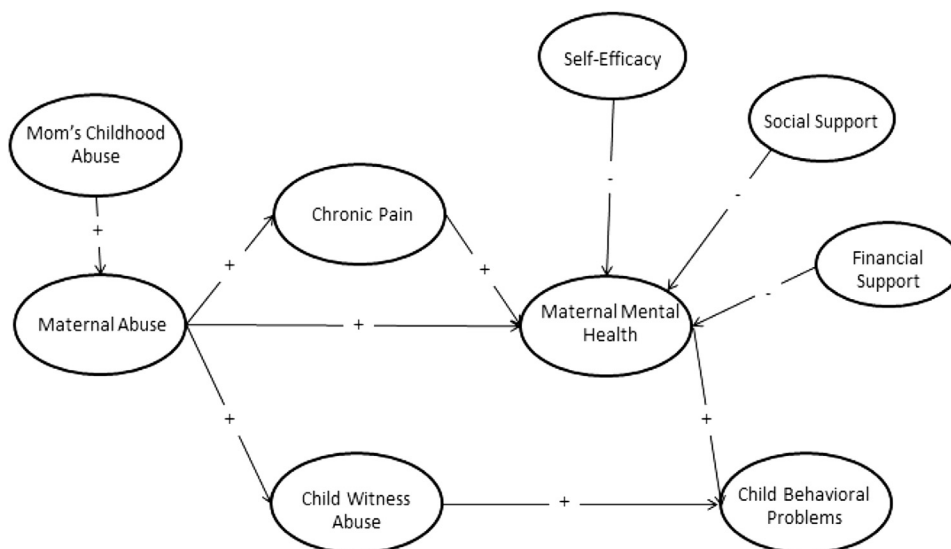 Self-Efficacy
Social Support
Mom's Childhood
Abuse
-
-
Chronic Pain
+
Financial
Support
+
+
-
Maternal Abuse
+
Maternal Mental
Health
+
+
Child Witness
Abuse
+
Child Behavioral
Problems